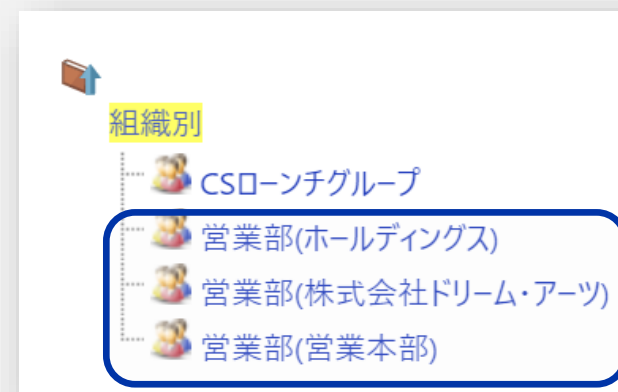 組織別
CSローンチグループ
営業部(ホールディングス)
営業部(株式会社ドリーム・アーツ)
営業部(営業本部)